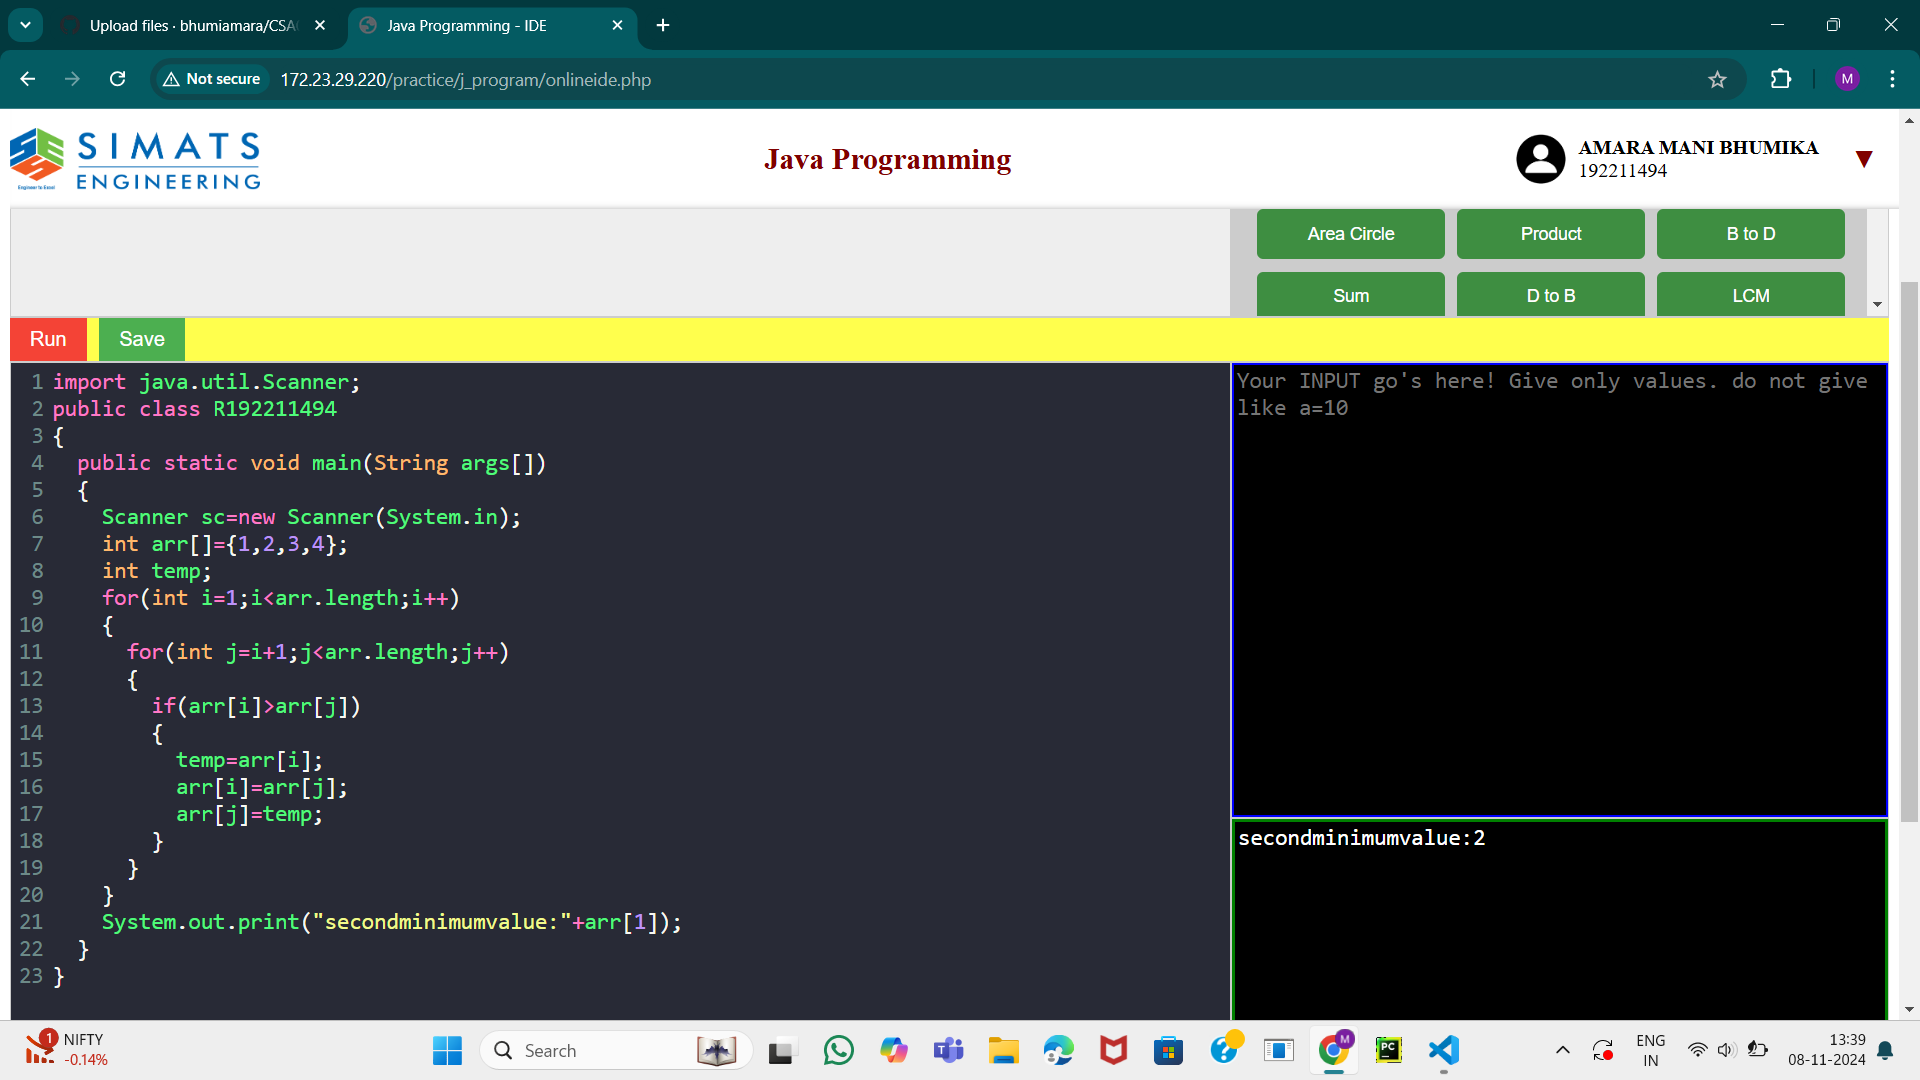 Upload files · bhumiamara/CSA
Java Programming - IDE
Not secure
172.23.29.220/practice/j_program/onlineide.php
M
SIMATS
ENGINEERING
Engineer to Excel
Java Programming
AMARA MANI BHUMIKA
192211494
Area Circle
Product
B to D
Sum
D to B
LCM
Run
Save
1 import java.util.Scanner;
2 public class R192211494
3 {
4   public static void main(String args[])
5   {
6     Scanner sc=new Scanner(System.in);
7     int arr[]={1,2,3,4};
8     int temp;
9     for(int i=1;i<arr.length;i++)
10     {
11       for(int j=i+1;j<arr.length;j++)
12       {
13         if(arr[i]>arr[j])
14         {
15           temp=arr[i];
16           arr[i]=arr[j];
17           arr[j]=temp;
18         }
19       }
20     }
21     System.out.print("secondminimumvalue:"+arr[1]);
22   }
23 }
Your INPUT go's here! Give only values. do not give
like a=10
secondminimumvalue:2
1
NIFTY
-0.14%
Search
M
PC
ENG
IN
13:39
08-11-2024